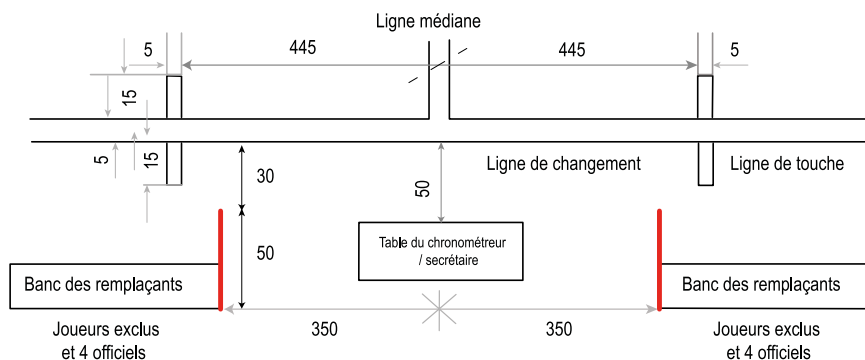 Ligne médiane
5
445
445
5
15
5
15
30
50
Ligne de changement
Ligne de touche
50
Table du chronométreur
/ secrétaire
Banc des remplaçants
Banc des remplaçants
350
350
Joueurs exclus
et 4 officiels
Joueurs exclus
et 4 officiels